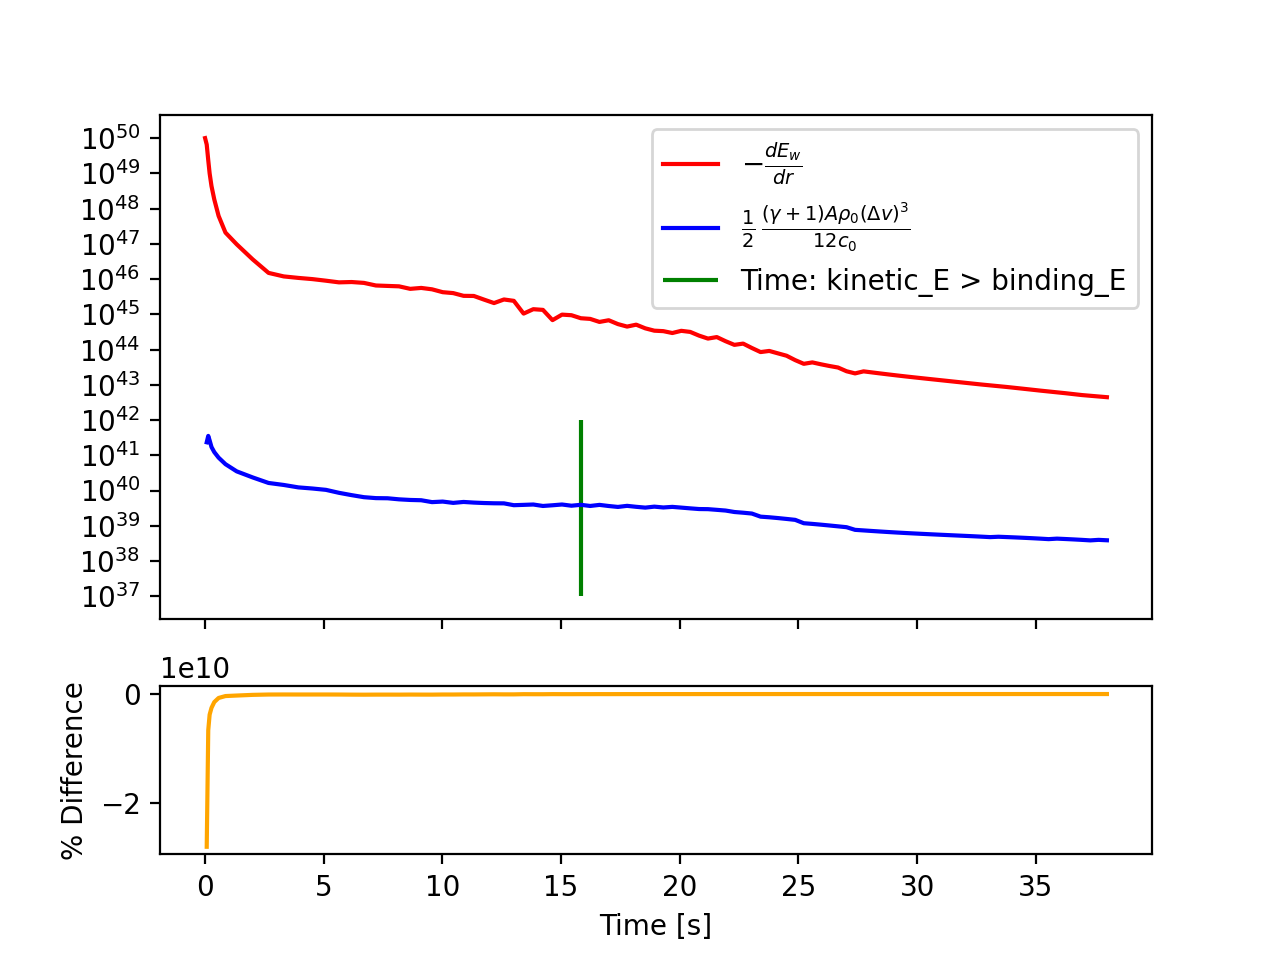 10^50
10^49
10^48
10^47
10^46
10^45
10^44
10^43
10^42
10^41
10^40
10^39
10^38
10^37
−dE_w/dr
1/2 (γ + 1)Aρ_0(Δv)^3/12c_0
Time: kinetic_E > binding_E
1e10
0
−2
% Difference
0 5 10 15 20 25 30 35
Time [s]